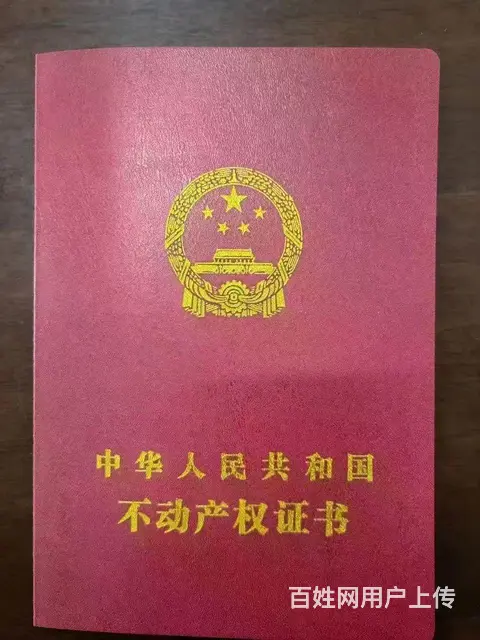 中华人民共和国
不动产权证书
百姓网用户上传